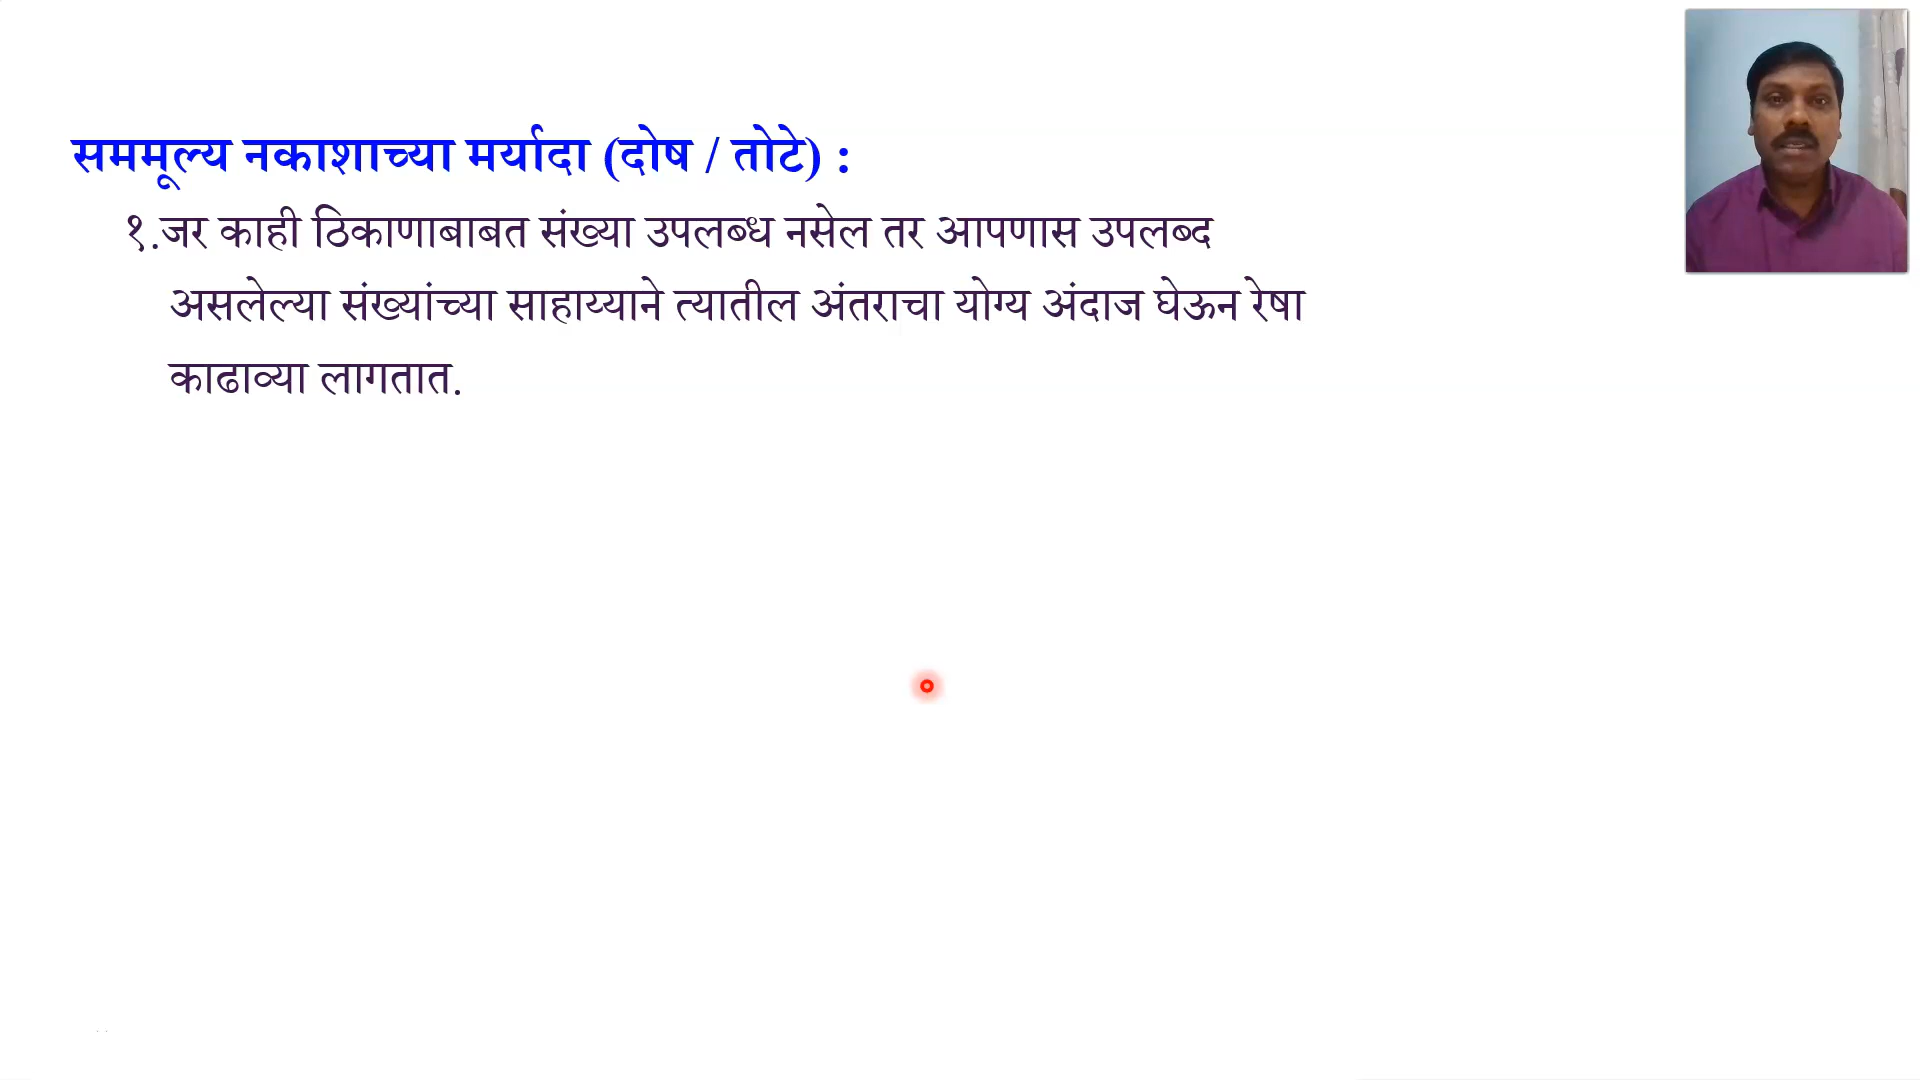 सममूल्य नकाशाच्या मर्यादा (दोष / तोटे) :
१.जर काही ठिकाणाबाबत संख्या उपलब्ध नसेल तर आपणास उपलब्द
असलेल्या संख्यांच्या साहाय्याने त्यातील अंतराचा योग्य अंदाज घेऊन रेषा
काढाव्या लागतात.